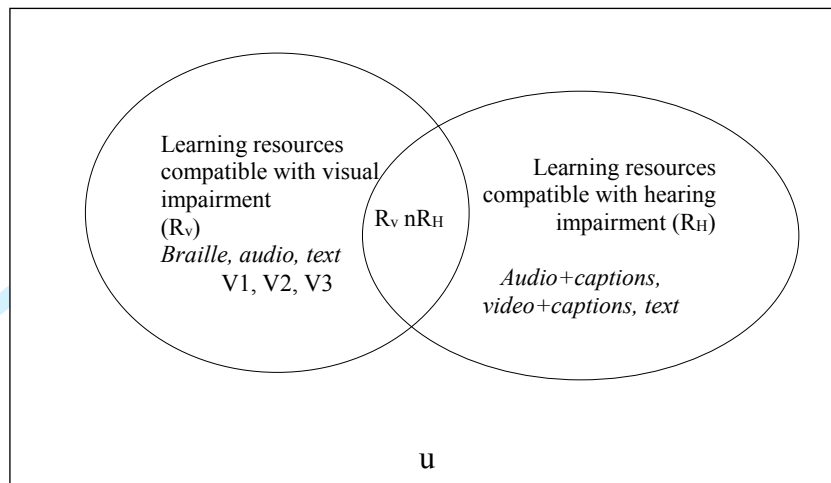 Learning resources
compatible with visual
impairment
(Rv)
Braille, audio, text
V1, V2, V3
Rv nRH
Learning resources
compatible with hearing
impairment (RH)
Audio+captions,
video+captions, text
u